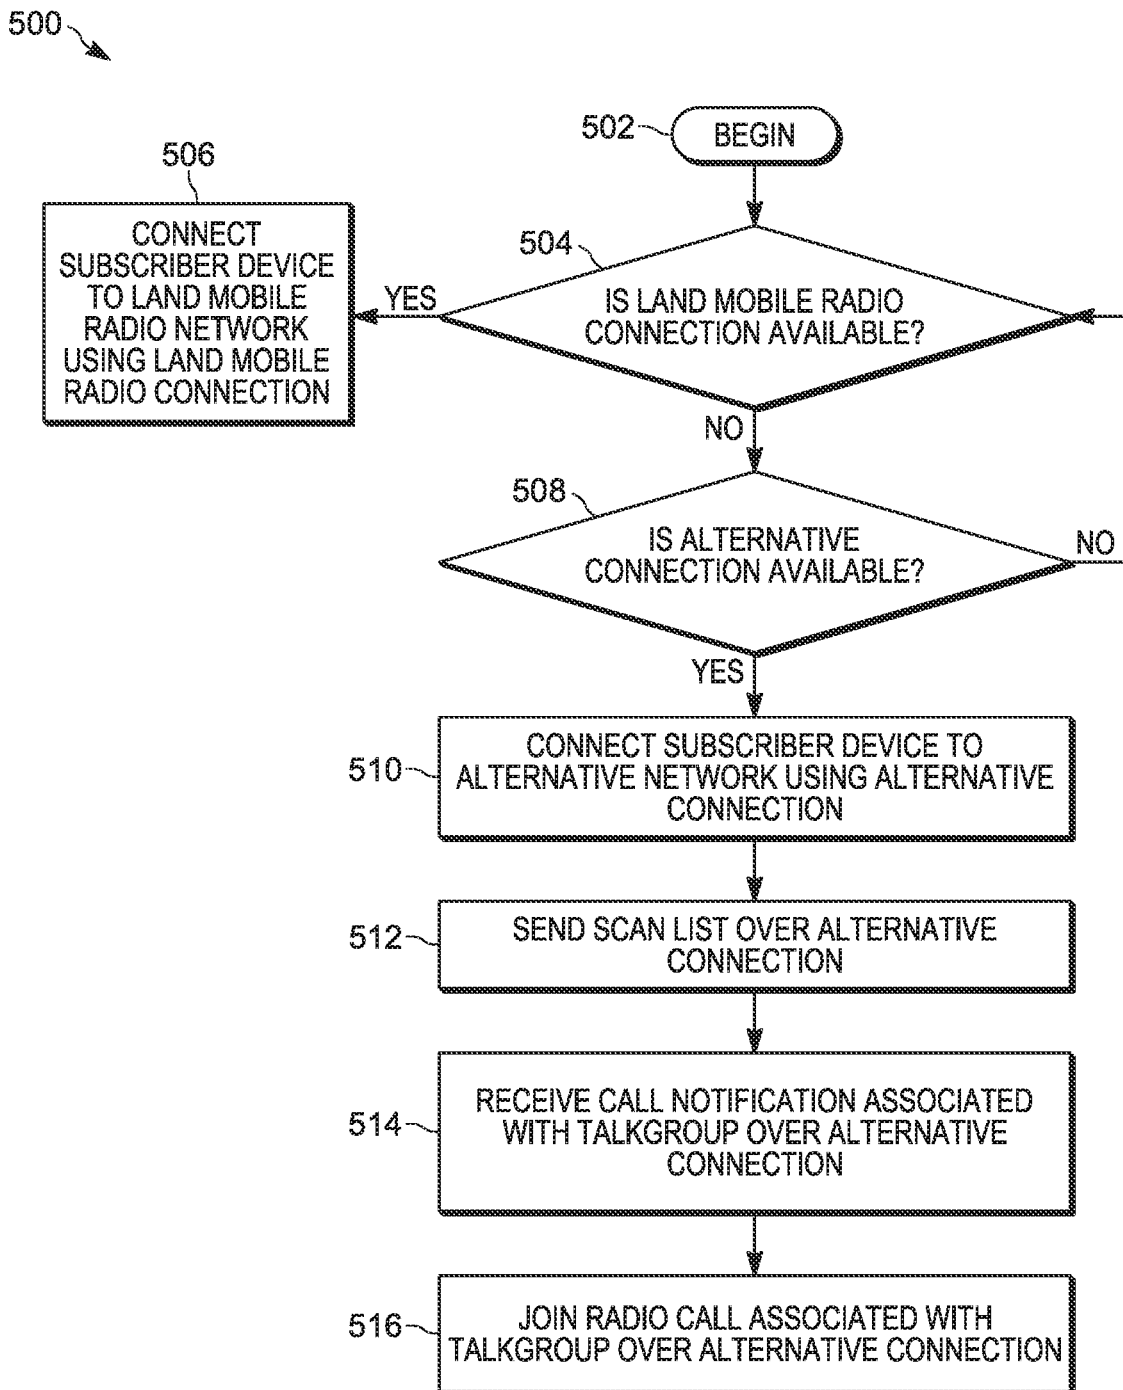 500
502
BEGIN
506
CONNECT
SUBSCRIBER DEVICE
TO LAND MOBILE
RADIO NETWORK
USING LAND MOBILE
RADIO CONNECTION
504
YES
IS LAND MOBILE RADIO
CONNECTION AVAILABLE?
NO
508
IS ALTERNATIVE
CONNECTION AVAILABLE?
NO
YES
510
CONNECT SUBSCRIBER DEVICE TO
ALTERNATIVE NETWORK USING ALTERNATIVE
CONNECTION
512
SEND SCAN LIST OVER ALTERNATIVE
CONNECTION
514
RECEIVE CALL NOTIFICATION ASSOCIATED
WITH TALKGROUP OVER ALTERNATIVE
CONNECTION
516
JOIN RADIO CALL ASSOCIATED WITH
TALKGROUP OVER ALTERNATIVE CONNECTION